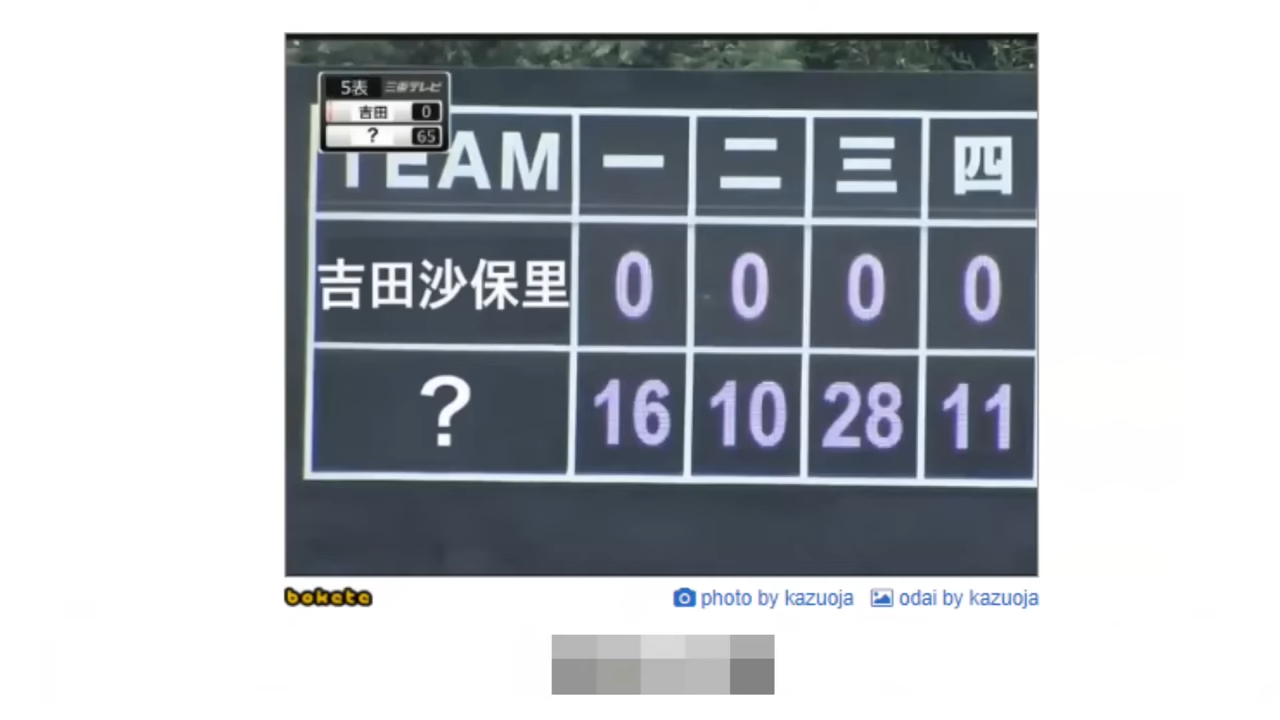 5表 三重テレビ
吉田 0
? 65
TEAM 一 二 三 四
吉田沙保里 0 0 0 0
? 16 10 28 11
bokete photo by kazuoja odai by kazuoja